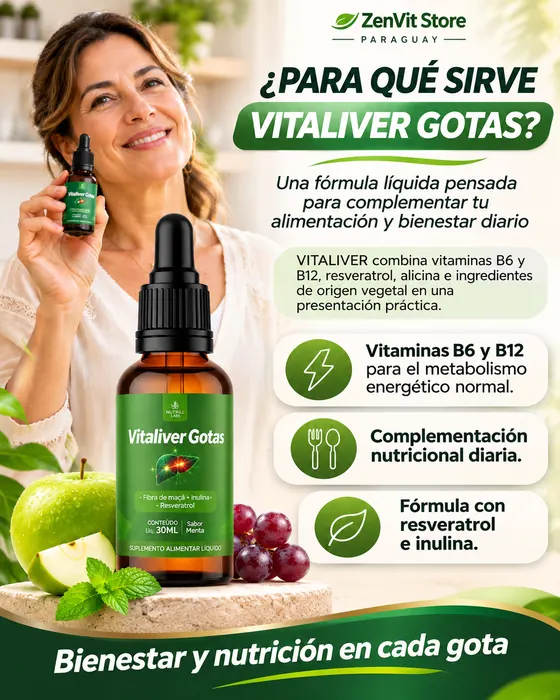 ZenVit Store
PARAGUAY
¿PARA QUÉ SIRVE
VITALIVER GOTAS?
Una fórmula líquida pensada
para complementar tu
alimentación y bienestar diario
VITALIVER combina vitaminas B6 y
B12, resveratrol, alicina e ingredientes
de origen vegetal en una
presentación práctica.
Vitaminas B6 y B12
para el metabolismo
energético normal.
Complementación
nutricional diaria.
Fórmula con
resveratrol
e inulina.
Vitaliver Gotas
Vitaliver Gotas
- Fibra de maçã • inulina-
- Resveratrol
CONTEÚDO
Líq. 30ML
Sabor
Menta
SUPLEMENTO ALIMENTAR LÍQUIDO
Bienestar y nutrición en cada gota